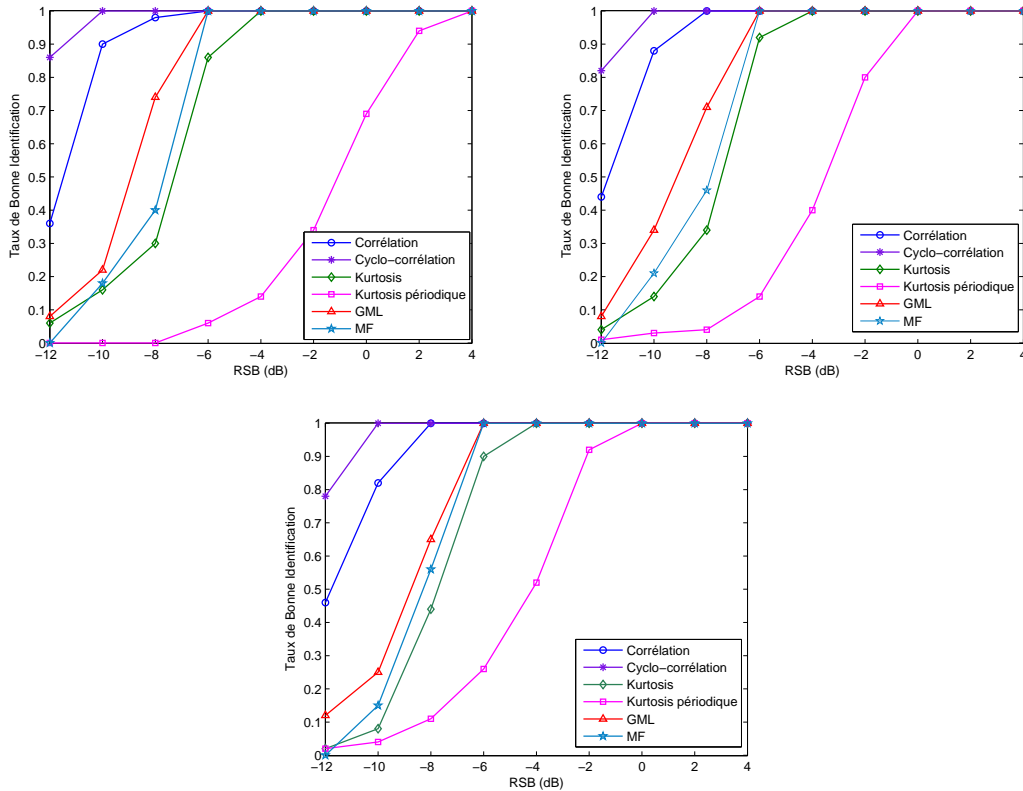 1
0.9
0.8
0.7
0.6
0.5
0.4
0.3
0.2
0.1
0
−12
−10
−8
−6
−4
−2
0
2
4
Taux de Bonne Identification
RSB (dB)
Corrélation
Cyclo−corrélation
Kurtosis
Kurtosis périodique
GML
MF
1
0.9
0.8
0.7
0.6
0.5
0.4
0.3
0.2
0.1
0
−12
−10
−8
−6
−4
−2
0
2
4
Taux de Bonne Identification
RSB (dB)
Corrélation
Cyclo−corrélation
Kurtosis
Kurtosis périodique
GML
MF
1
0.9
0.8
0.7
0.6
0.5
0.4
0.3
0.2
0.1
0
−12
−10
−8
−6
−4
−2
0
2
4
Taux de Bonne Identification
RSB (dB)
Corrélation
Cyclo−corrélation
Kurtosis
Kurtosis périodique
GML
MF